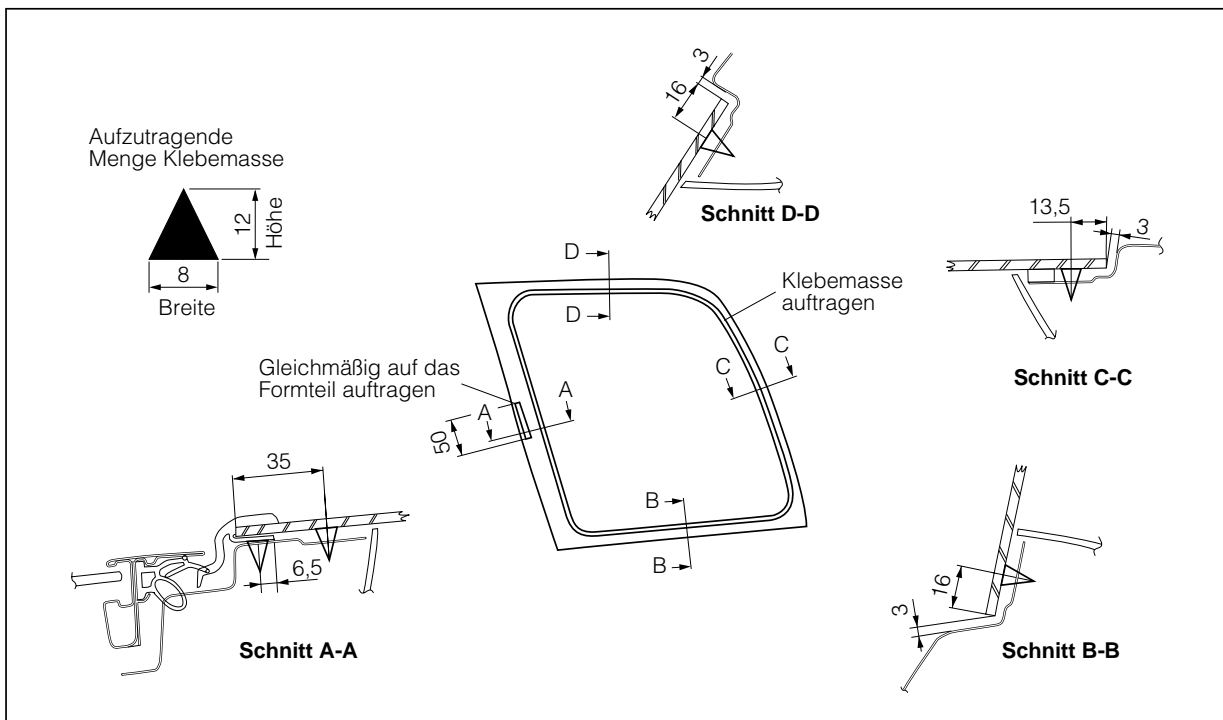 3
16
Schnitt D-D
Aufzutragende
Menge Klebemasse
12
Höhe
8
Breite
13,5
3
Schnitt C-C
D
D
Klebemasse
auftragen
C
C
Gleichmäßig auf das
Formteil auftragen
A
A
50
35
6,5
Schnitt A-A
B
B
16
3
Schnitt B-B